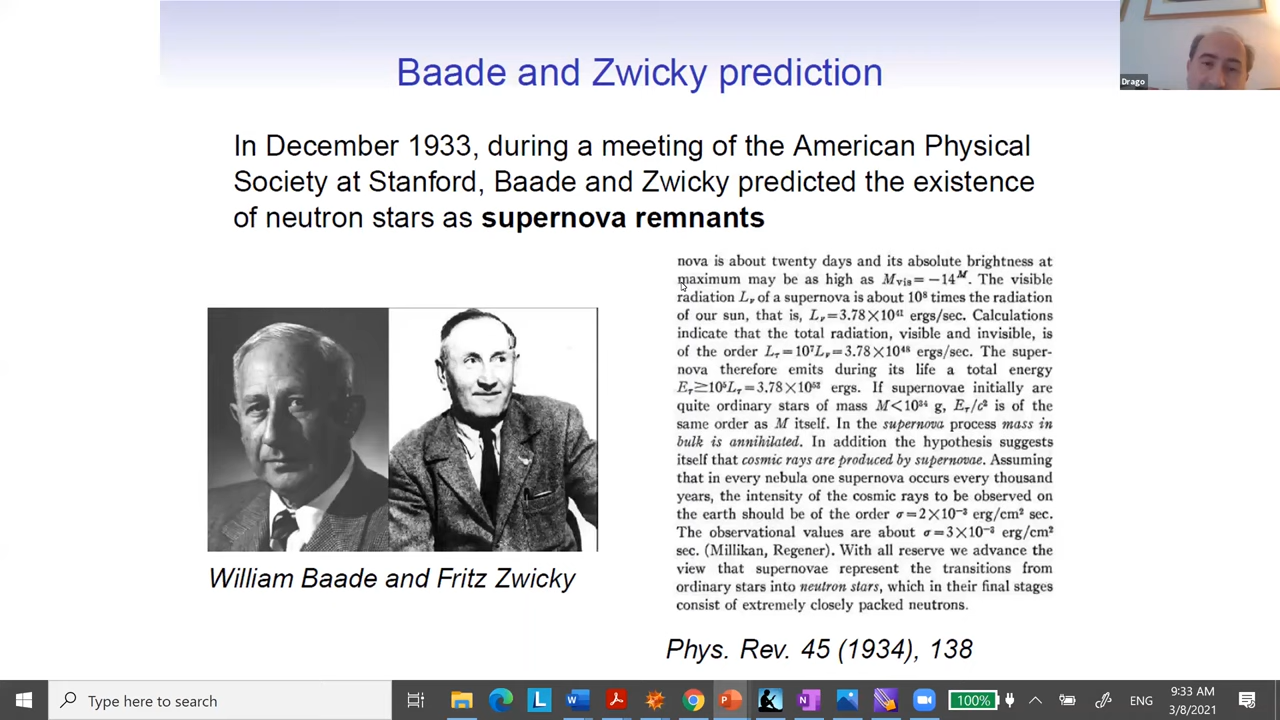 Baade and Zwicky prediction
Drago
In December 1933, during a meeting of the American Physical
Society at Stanford, Baade and Zwicky predicted the existence
of neutron stars as supernova remnants
nova is about twenty days and its absolute brightness at
maximum may be as high as Mvis = −14ᴹ. The visible
radiation Lν of a supernova is about 10⁸ times the radiation
of our sun, that is, Lν = 3.78×10⁴¹ ergs/sec. Calculations
indicate that the total radiation, visible and invisible, is
of the order Lτ = 10⁷Lν = 3.78×10⁴⁸ ergs/sec. The super-
nova therefore emits during its life a total energy
Eτ ≥ 10⁵Lτ = 3.78×10⁵³ ergs. If supernovae initially are
quite ordinary stars of mass M < 10³⁴ g, Eτ/c² is of the
same order as M itself. In the supernova process mass in
bulk is annihilated. In addition the hypothesis suggests
itself that cosmic rays are produced by supernovae. Assuming
that in every nebula one supernova occurs every thousand
years, the intensity of the cosmic rays to be observed on
the earth should be of the order σ = 2×10⁻³ erg/cm² sec.
The observational values are about σ = 3×10⁻³ erg/cm²
sec. (Millikan, Regener). With all reserve we advance the
view that supernovae represent the transitions from
ordinary stars into neutron stars, which in their final stages
consist of extremely closely packed neutrons.
William Baade and Fritz Zwicky
Phys. Rev. 45 (1934), 138
Type here to search
100%
ENG
9:33 AM
3/8/2021